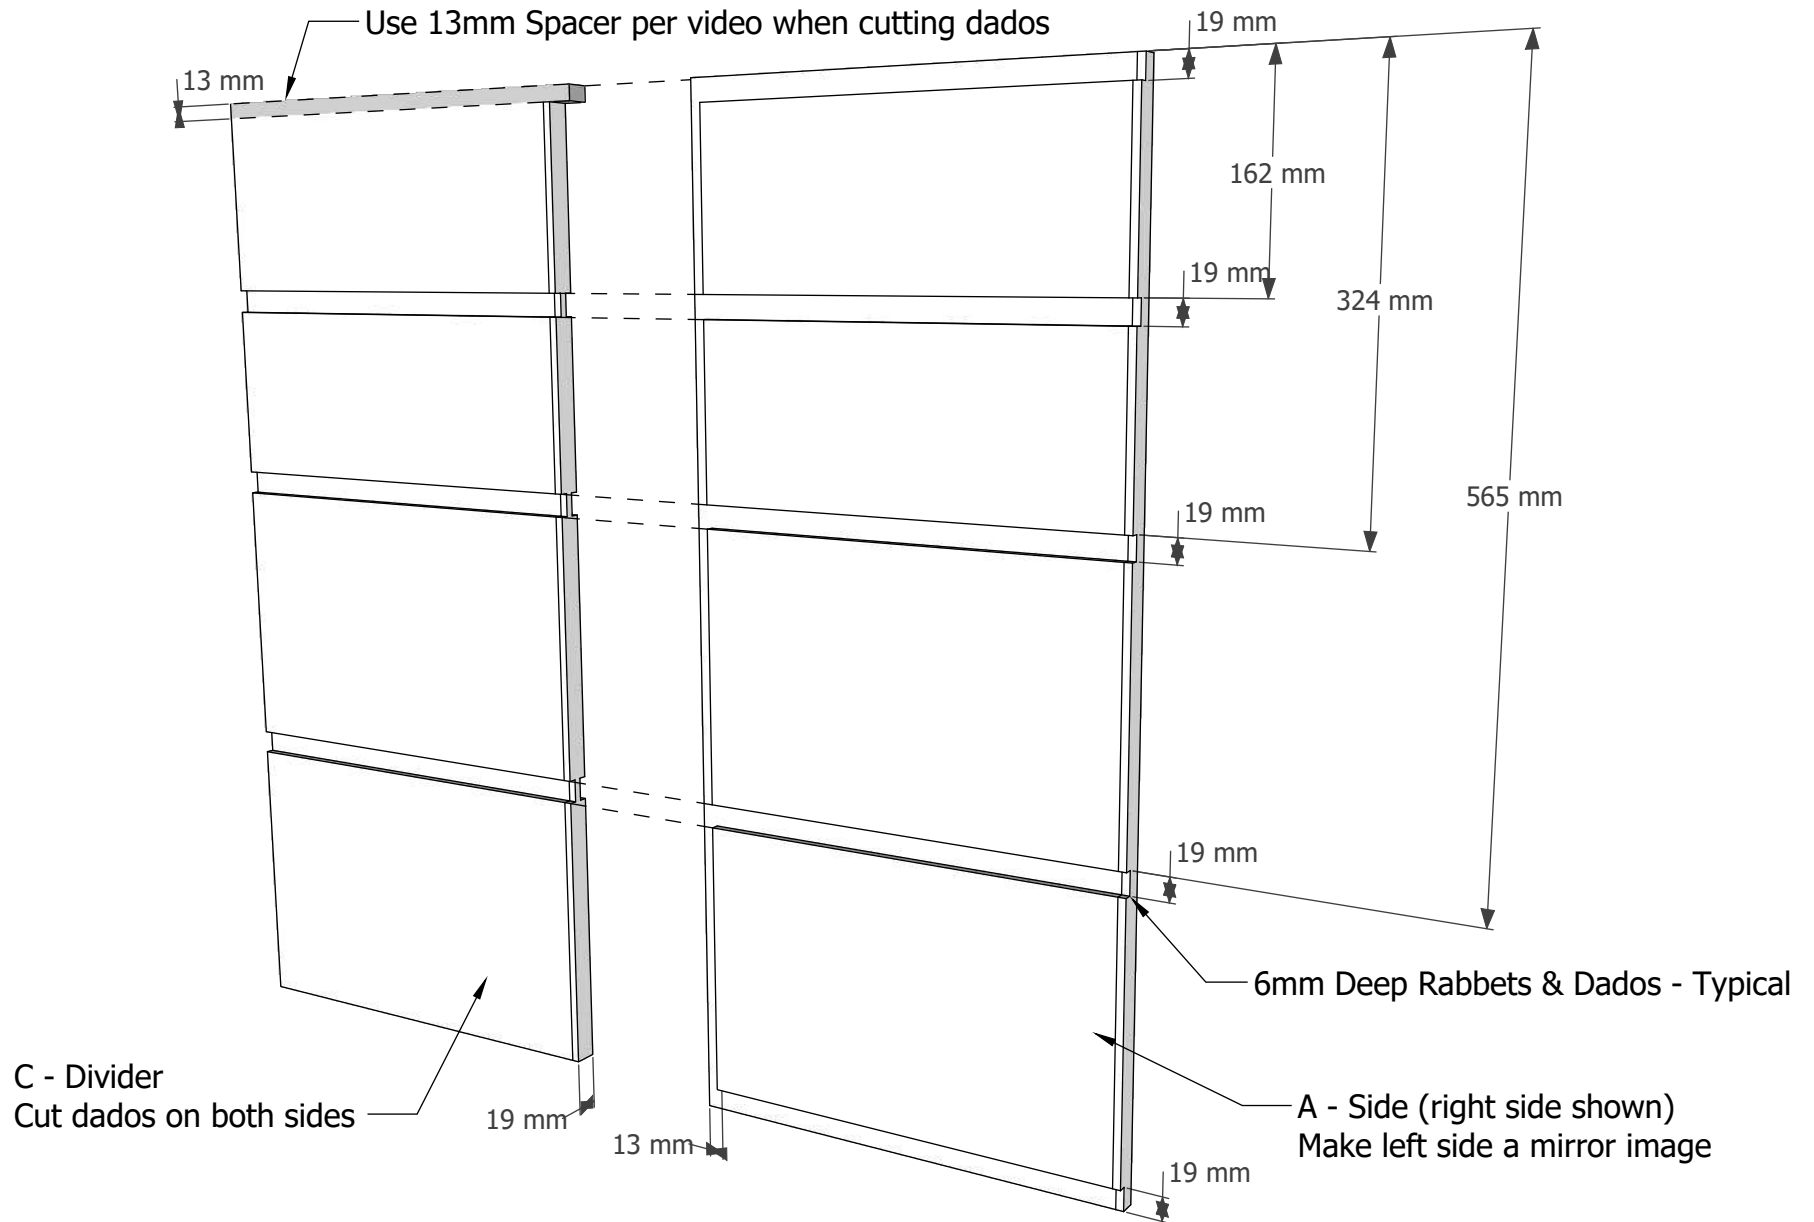 Use 13mm Spacer per video when cutting dados
19 mm
13 mm
162 mm
19 mm
324 mm
565 mm
19 mm
19 mm
6mm Deep Rabbets & Dados - Typical
C - Divider
Cut dados on both sides
19 mm
13 mm
A - Side (right side shown)
Make left side a mirror image
19 mm